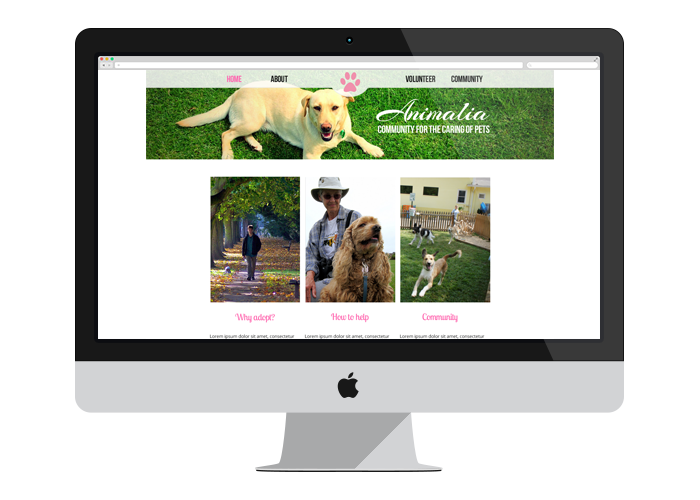 HOME ABOUT VOLUNTEER COMMUNITY
Animalia
COMMUNITY FOR THE CARING OF PETS
Why adopt? How to help Community
Lorem ipsum dolor sit amet, consectetur Lorem ipsum dolor sit amet, consectetur Lorem ipsum dolor sit amet, consectetur